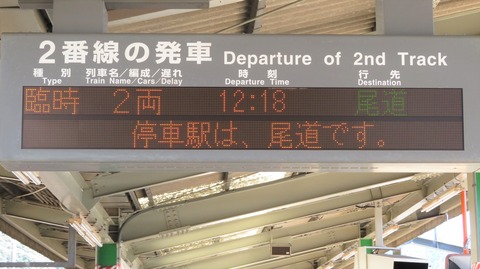 2番線の発車 Departure of 2nd Track
種別 列車名/編成/遅れ 時刻 行先
Type Train Name/Cars/Delay Departure Time Destination
臨時 2両 12:18 尾道
停車駅は、尾道です。